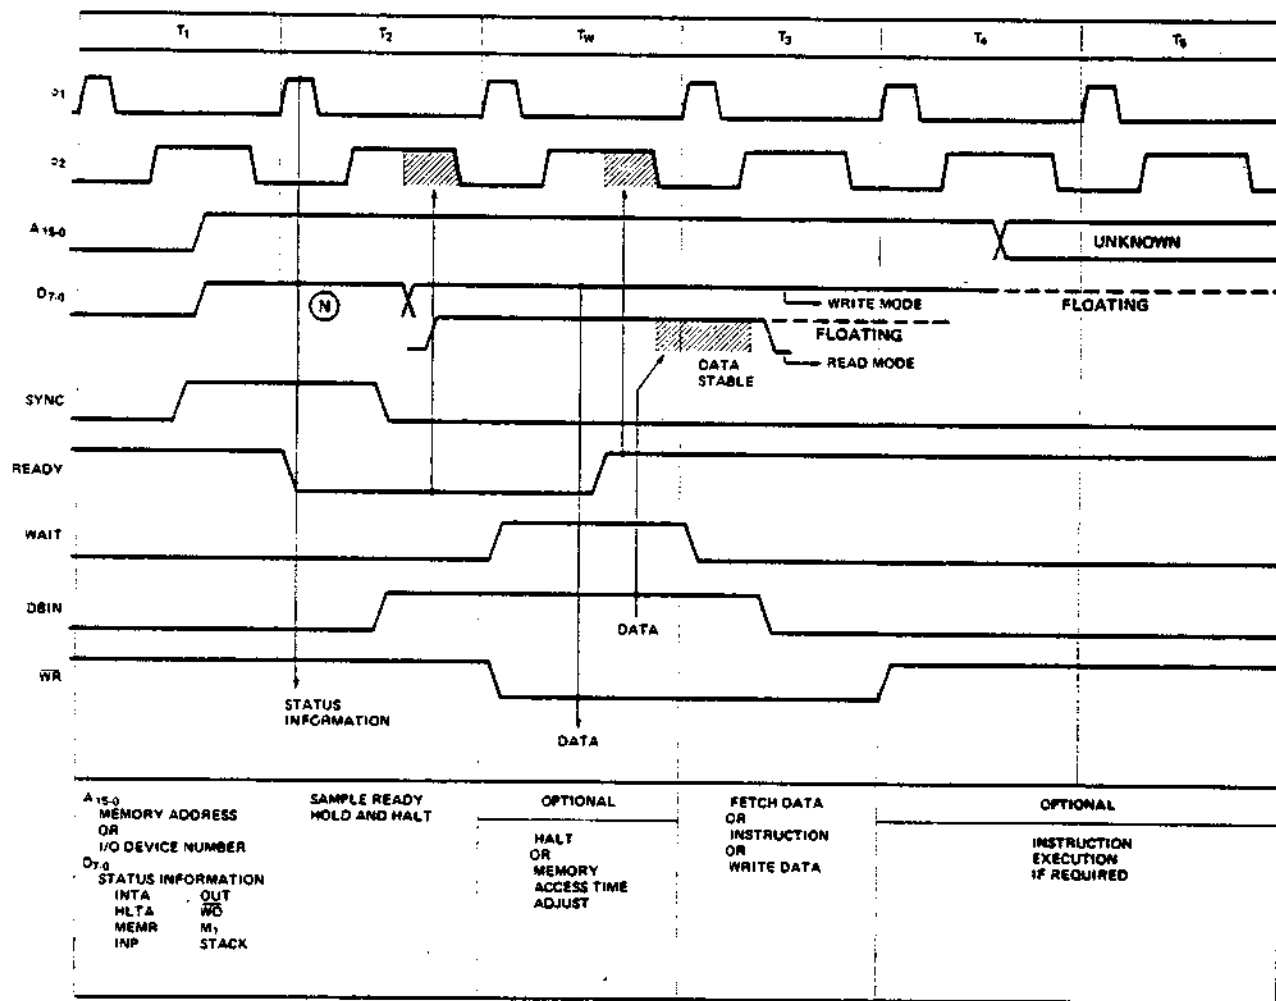 T1 T2 TW T3 T4 T5
φ1
φ2
A15-0
UNKNOWN
D7-0
N
WRITE MODE
FLOATING
FLOATING
READ MODE
DATA
STABLE
SYNC
READY
WAIT
DBIN
DATA
WR
STATUS
INFORMATION
DATA
A15-0
MEMORY ADDRESS
OR
I/O DEVICE NUMBER
D7-0
STATUS INFORMATION
INTA OUT
HLTA WO
MEMR M1
INP STACK
SAMPLE READY
HOLD AND HALT
OPTIONAL
HALT
OR
MEMORY
ACCESS TIME
ADJUST
FETCH DATA
OR
INSTRUCTION
OR
WRITE DATA
OPTIONAL
INSTRUCTION
EXECUTION
IF REQUIRED